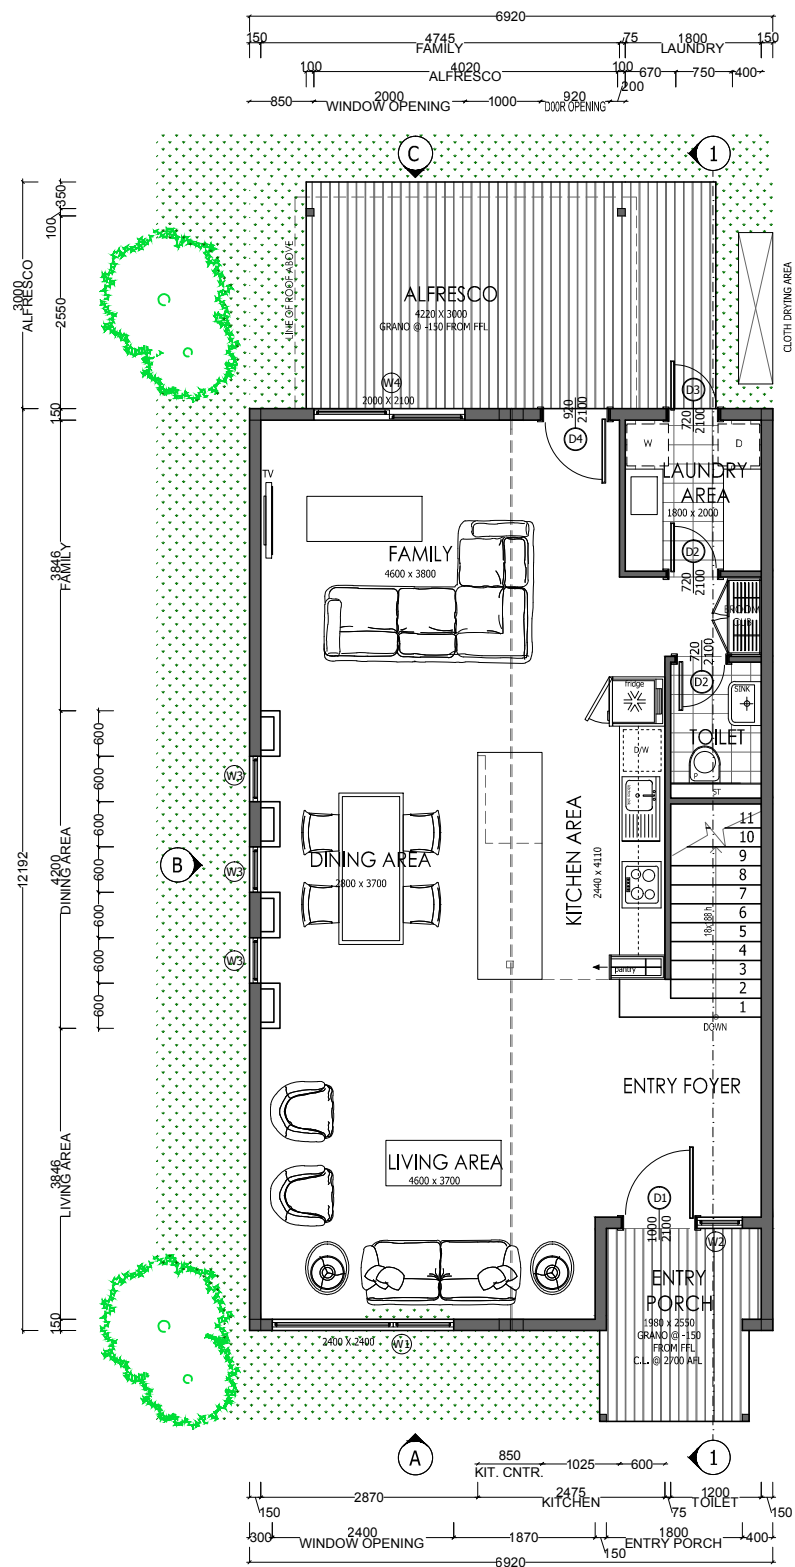 6920
150 4745 75 1800 150
FAMILY LAUNDRY
100 4020 100 670 750 400
ALFRESCO
200
850 2000 1000 920
WINDOW OPENING DOOR OPENING
C 1
350
100
2550
3000
ALFRESCO
LINE OF ROOF ABOVE
ALFRESCO
4220 X 3000
GRANO @ -150 FROM FFL
CLOTH DRYING AREA
W4
2000 X 2100
920
2100
D3
720
2100
D4
150
W D
LAUNDRY
AREA
1800 x 2000
TV
FAMILY
4600 x 3800
D2
720
2100
3846
FAMILY
BROOM
CUB
720
2100
D2
fridge
SINK
TOILET
P
ST
D/W
600
600
600
600
600
600
600
W3
W3
W3
12192
4200
DINING AREA
B
DINING AREA
2800 x 3700
KITCHEN AREA
2440 x 4110
pantry
11
10
9
8
7
6
5
4
3
2
1
18x188 h
DOWN
ENTRY FOYER
3846
LIVING AREA
LIVING AREA
4600 x 3700
D1
1000
2100
W2
ENTRY
PORCH
1980 x 2550
GRANO @ -150
FROM FFL
C.L. @ 2700 AFL
150
2400 X 2400
W1
A 1
850 1025 600
KIT. CNTR.
2870 2475 1200
KITCHEN TOILET
150 75 150
300 2400 1870 1800 400
WINDOW OPENING ENTRY PORCH
150
6920